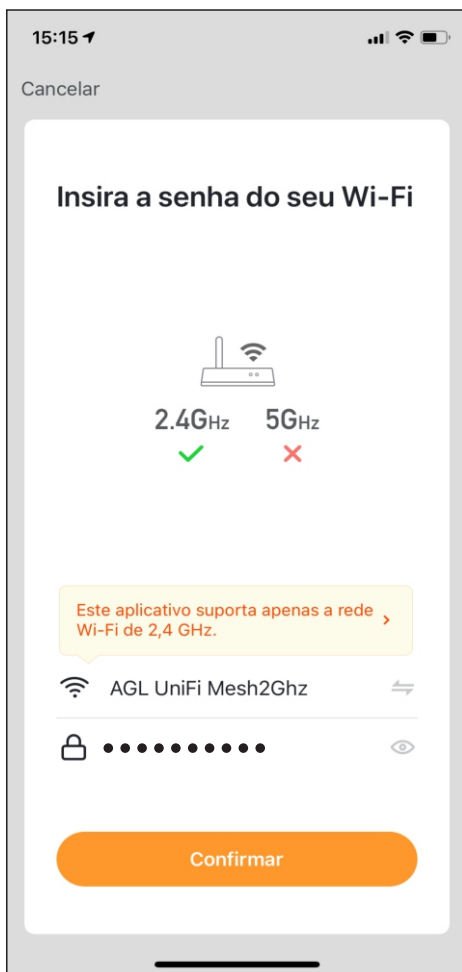 15:15
Cancelar
Insira a senha do seu Wi-Fi
2.4GHz 5GHz
Este aplicativo suporta apenas a rede
Wi-Fi de 2,4 GHz.
AGL UniFi Mesh2Ghz
●●●●●●●●●●
Confirmar